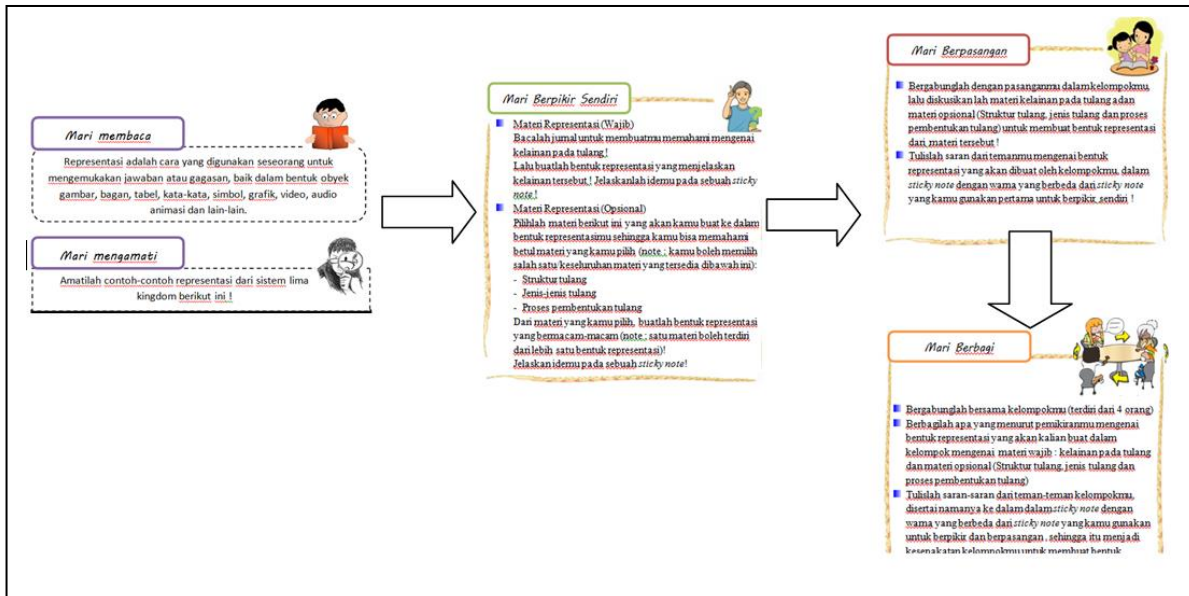 Mari membaca
Representasi adalah cara yang digunakan seseorang untuk
mengemukakan jawaban atau gagasan, baik dalam bentuk obyek
gambar, bagan, tabel, kata-kata, simbol, grafik, video, audio
animasi dan lain-lain.
Mari mengamati
Amatilah contoh-contoh representasi dari sistem lima
kingdom berikut ini !
Mari Berpikir Sendiri
Materi Representasi (Wajib)
Bacalah jurnal untuk membuatmu memahami mengenai
kelainan pada tulang !
Lalu buatlah bentuk representasi yang menjelaskan
kelainan tersebut ! Jelaskanlah idemu pada sebuah sticky
note !
Materi Representasi (Opsional)
Pilihlah materi berikut ini yang akan kamu buat ke dalam
bentuk representasimu sehingga kamu bisa memahami
betul materi yang kamu pilih (note : kamu boleh memilih
salah satu/keseluruhan materi yang tersedia dibawah ini):
- Struktur tulang
- Jenis-jenis tulang
- Proses pembentukan tulang
Dari materi yang kamu pilih, buatlah bentuk representasi
yang bermacam-macam (note : satu materi boleh terdiri
dari lebih satu bentuk representasi)!
Jelaskan idemu pada sebuah sticky note!
Mari Berpasangan
Bergabunglah dengan pasanganmu dalam kelompokmu,
lalu diskusikan lah materi kelainan pada tulang adan
materi opsional (Struktur tulang, jenis tulang dan proses
pembentukan tulang) untuk membuat bentuk representasi
dari materi tersebut !
Tulislah saran dari temanmu mengenai bentuk
representasi yang akan dibuat oleh kelompokmu, dalam
sticky note dengan warna yang berbeda dari sticky note
yang kamu gunakan pertama untuk berpikir sendiri !
Mari Berbagi
Bergabunglah bersama kelompokmu (terdiri dari 4 orang)
Berbagilah apa yang menurut pemikiranmu mengenai
bentuk representasi yang akan kalian buat dalam
kelompok mengenai materi wajib : kelainan pada tulang
dan materi opsional (Struktur tulang, jenis tulang dan
proses pembentukan tulang)
Tulislah saran-saran dari teman-teman kelompokmu,
disertai namanya ke dalam dalam sticky note dengan
warna yang berbeda dari sticky note yang kamu gunakan
untuk berpikir dan berpasangan, sehingga itu menjadi
kesepakatan kelompokmu untuk membuat bentuk